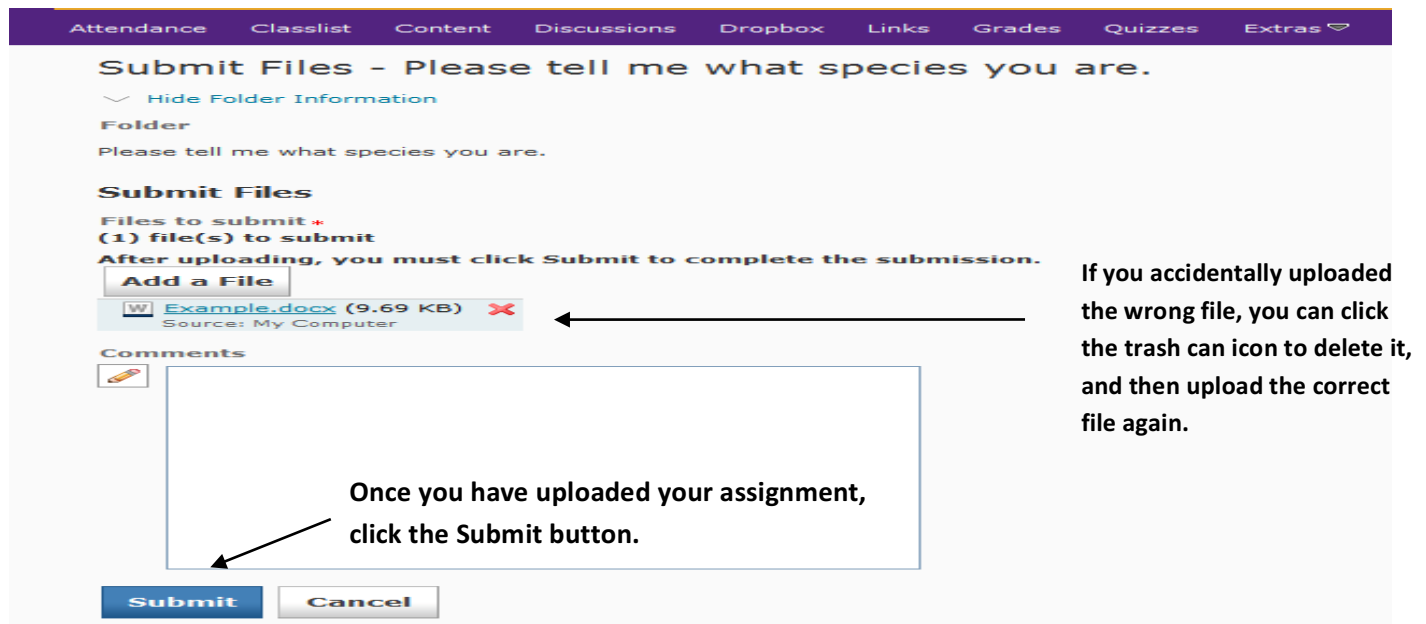 Attendance Classlist Content Discussions Dropbox Links Grades Quizzes Extras
Submit Files - Please tell me what species you are.
Hide Folder Information
Folder
Please tell me what species you are.
Submit Files
Files to submit *
(1) file(s) to submit
After uploading, you must click Submit to complete the submission.
Add a File
W Example.docx (9.69 KB)
Source: My Computer
If you accidentally uploaded
the wrong file, you can click
the trash can icon to delete it,
and then upload the correct
file again.
Comments
Once you have uploaded your assignment,
click the Submit button.
Submit Cancel